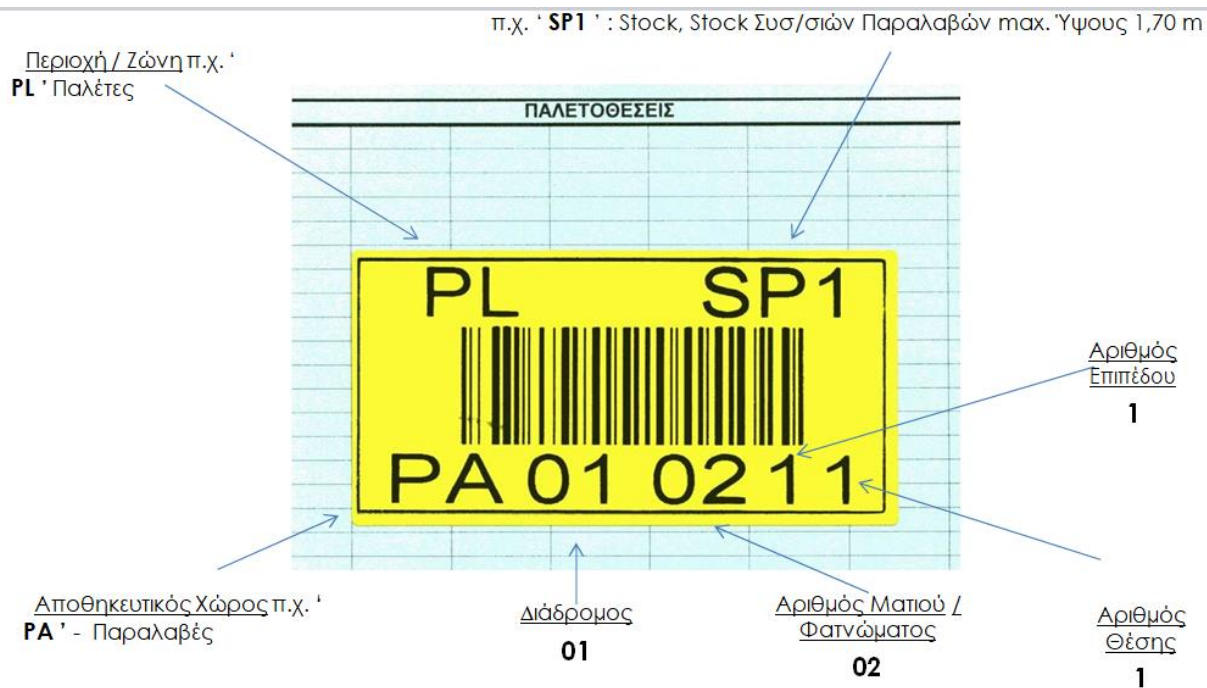 π.χ. ‘ SP1 ’ : Stock, Stock Συσ/σιών Παραλαβών max. Ύψους 1,70 m
Περιοχή / Ζώνη π.χ. ‘
PL ’ Παλέτες
ΠΑΛΕΤΟΘΕΣΕΙΣ
PL SP1
PA 01 02 1 1
Αριθμός
Επιπέδου
1
Αποθηκευτικός Χώρος π.χ. ‘
PA ’ - Παραλαβές
Διάδρομος
01
Αριθμός Ματιού /
Φατνώματος
02
Αριθμός
Θέσης
1